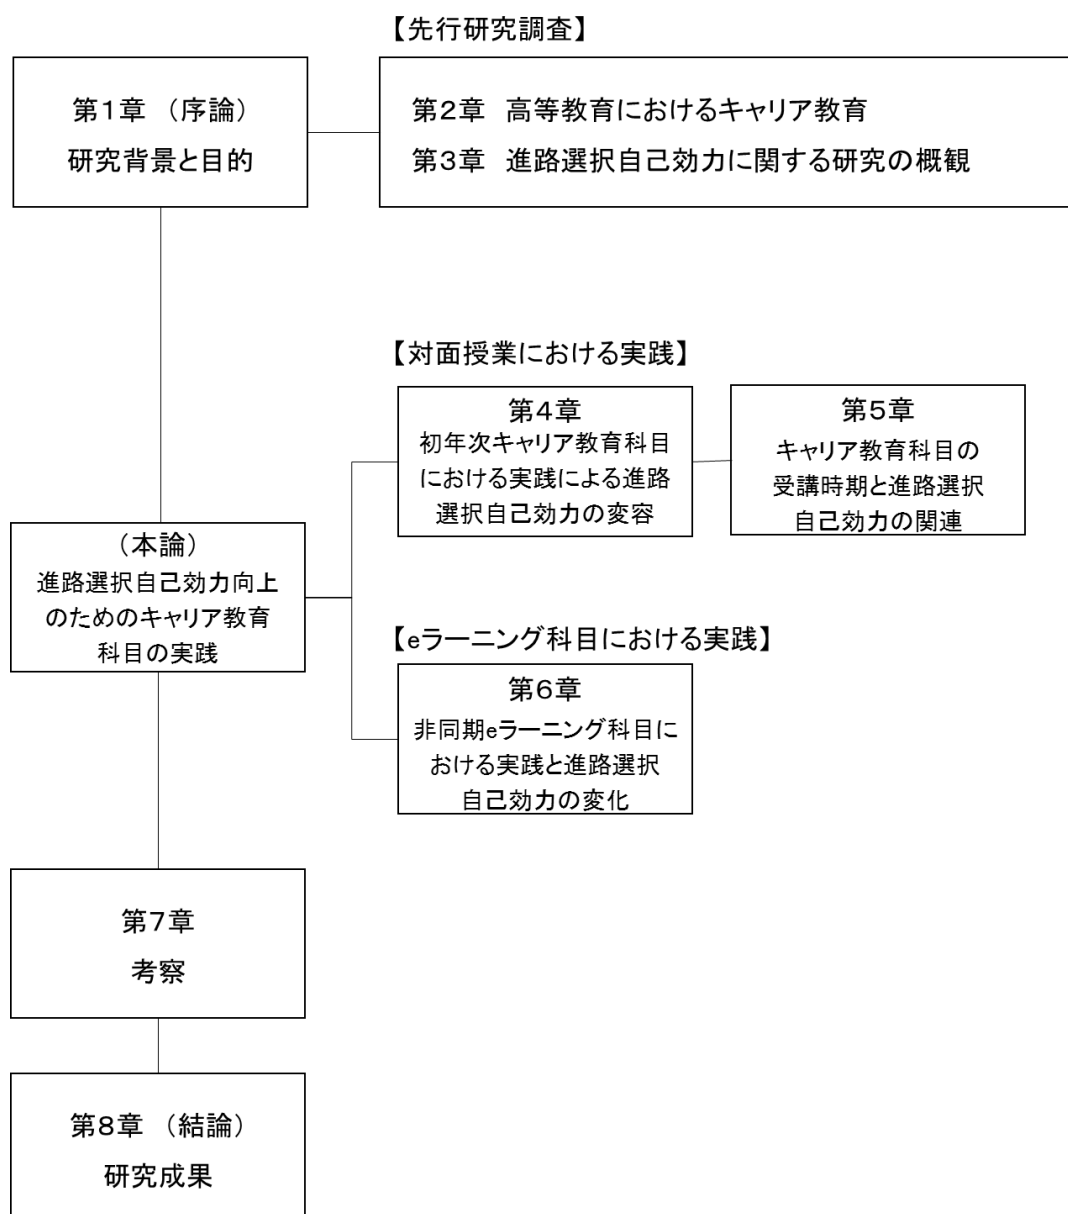 【先行研究調査】
第1章 （序論）
研究背景と目的
第2章 高等教育におけるキャリア教育
第3章 進路選択自己効力に関する研究の概観
【対面授業における実践】
第4章
初年次キャリア教育科目
における実践による進路
選択自己効力の変容
第5章
キャリア教育科目の
受講時期と進路選択
自己効力の関連
（本論）
進路選択自己効力向上
のためのキャリア教育
科目の実践
【eラーニング科目における実践】
第6章
非同期eラーニング科目に
おける実践と進路選択
自己効力の変化
第7章
考察
第8章 （結論）
研究成果